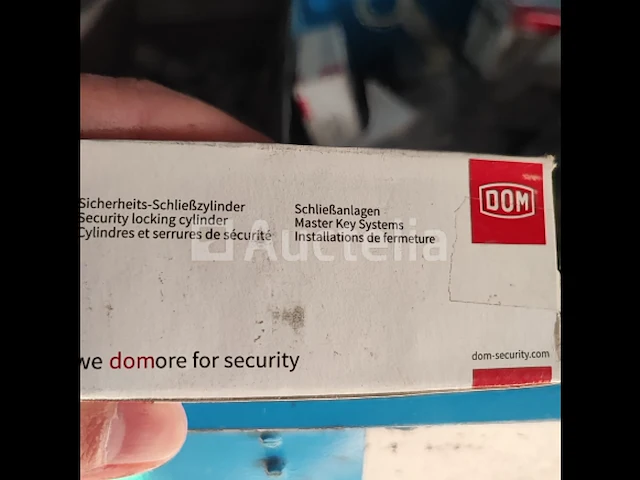 Sicherheits-Schließzylinder
Security locking cylinder
Cylindres et serrures de sécurité
Schließanlagen
Master Key Systems
Installations de fermeture
DOM
Auctelia
we domore for security
dom-security.com